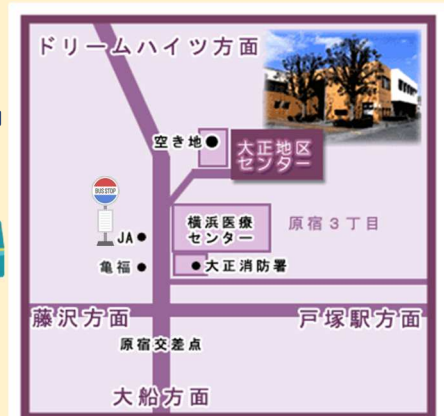 ドリームハイツ方面
空き地
大正地区
センター
BUS STOP
横浜医療
センター
原宿３丁目
JA
亀福
大正消防署
藤沢方面
戸塚駅方面
原宿交差点
大船方面